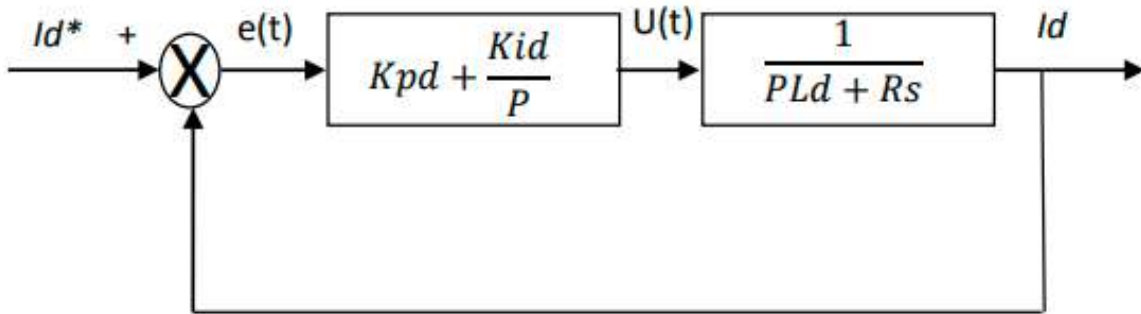 Id* + e(t) U(t) Id
Kpd + Kid/P
1/(PLd + Rs)